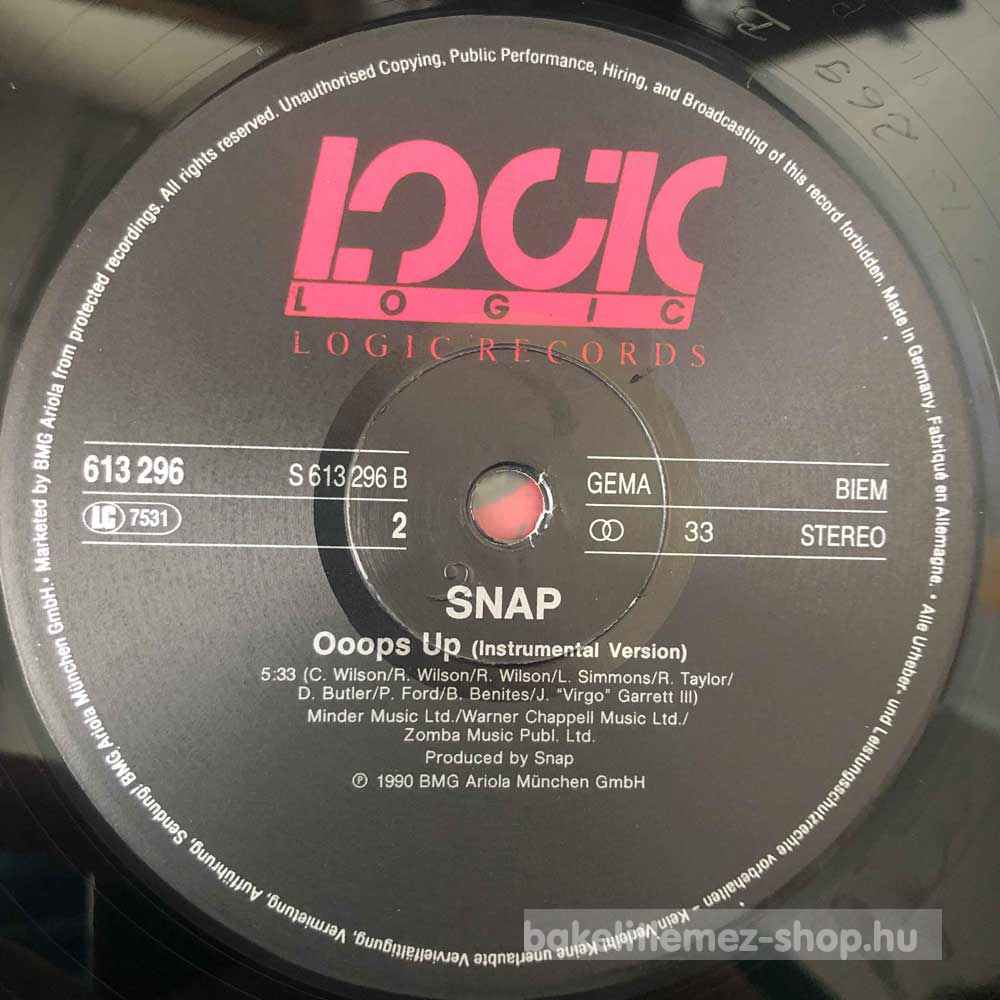 LOGIC
LOGIC
LOGIC RECORDS
613 296
S 613 296 B
GEMA
BIEM
LC 7531
2
33
STEREO
SNAP
Ooops Up (Instrumental Version)
5:33 (C. Wilson/R. Wilson/R. Wilson/L. Simmons/R. Taylor/
D. Butler/P. Ford/B. Benites/J. "Virgo" Garrett III)
Minder Music Ltd./Warner Chappell Music Ltd./
Zomba Music Publ. Ltd.
Produced by Snap
℗ 1990 BMG Ariola München GmbH
• Marketed by BMG Ariola from protected recordings. All rights reserved. Unauthorised Copying, Public Performance, Hiring, and Broadcasting of this record forbidden. Made in Germany. Fabriqué en Allemagne. • Alle Urheber- und Leistungsschutzrechte vorbehalten - Kein Verleih! Keine unerlaubte Vervielfältigung, Vermietung, Aufführung, Sendung! BMG Ariola München GmbH.
bakelitlemez-shop.hu